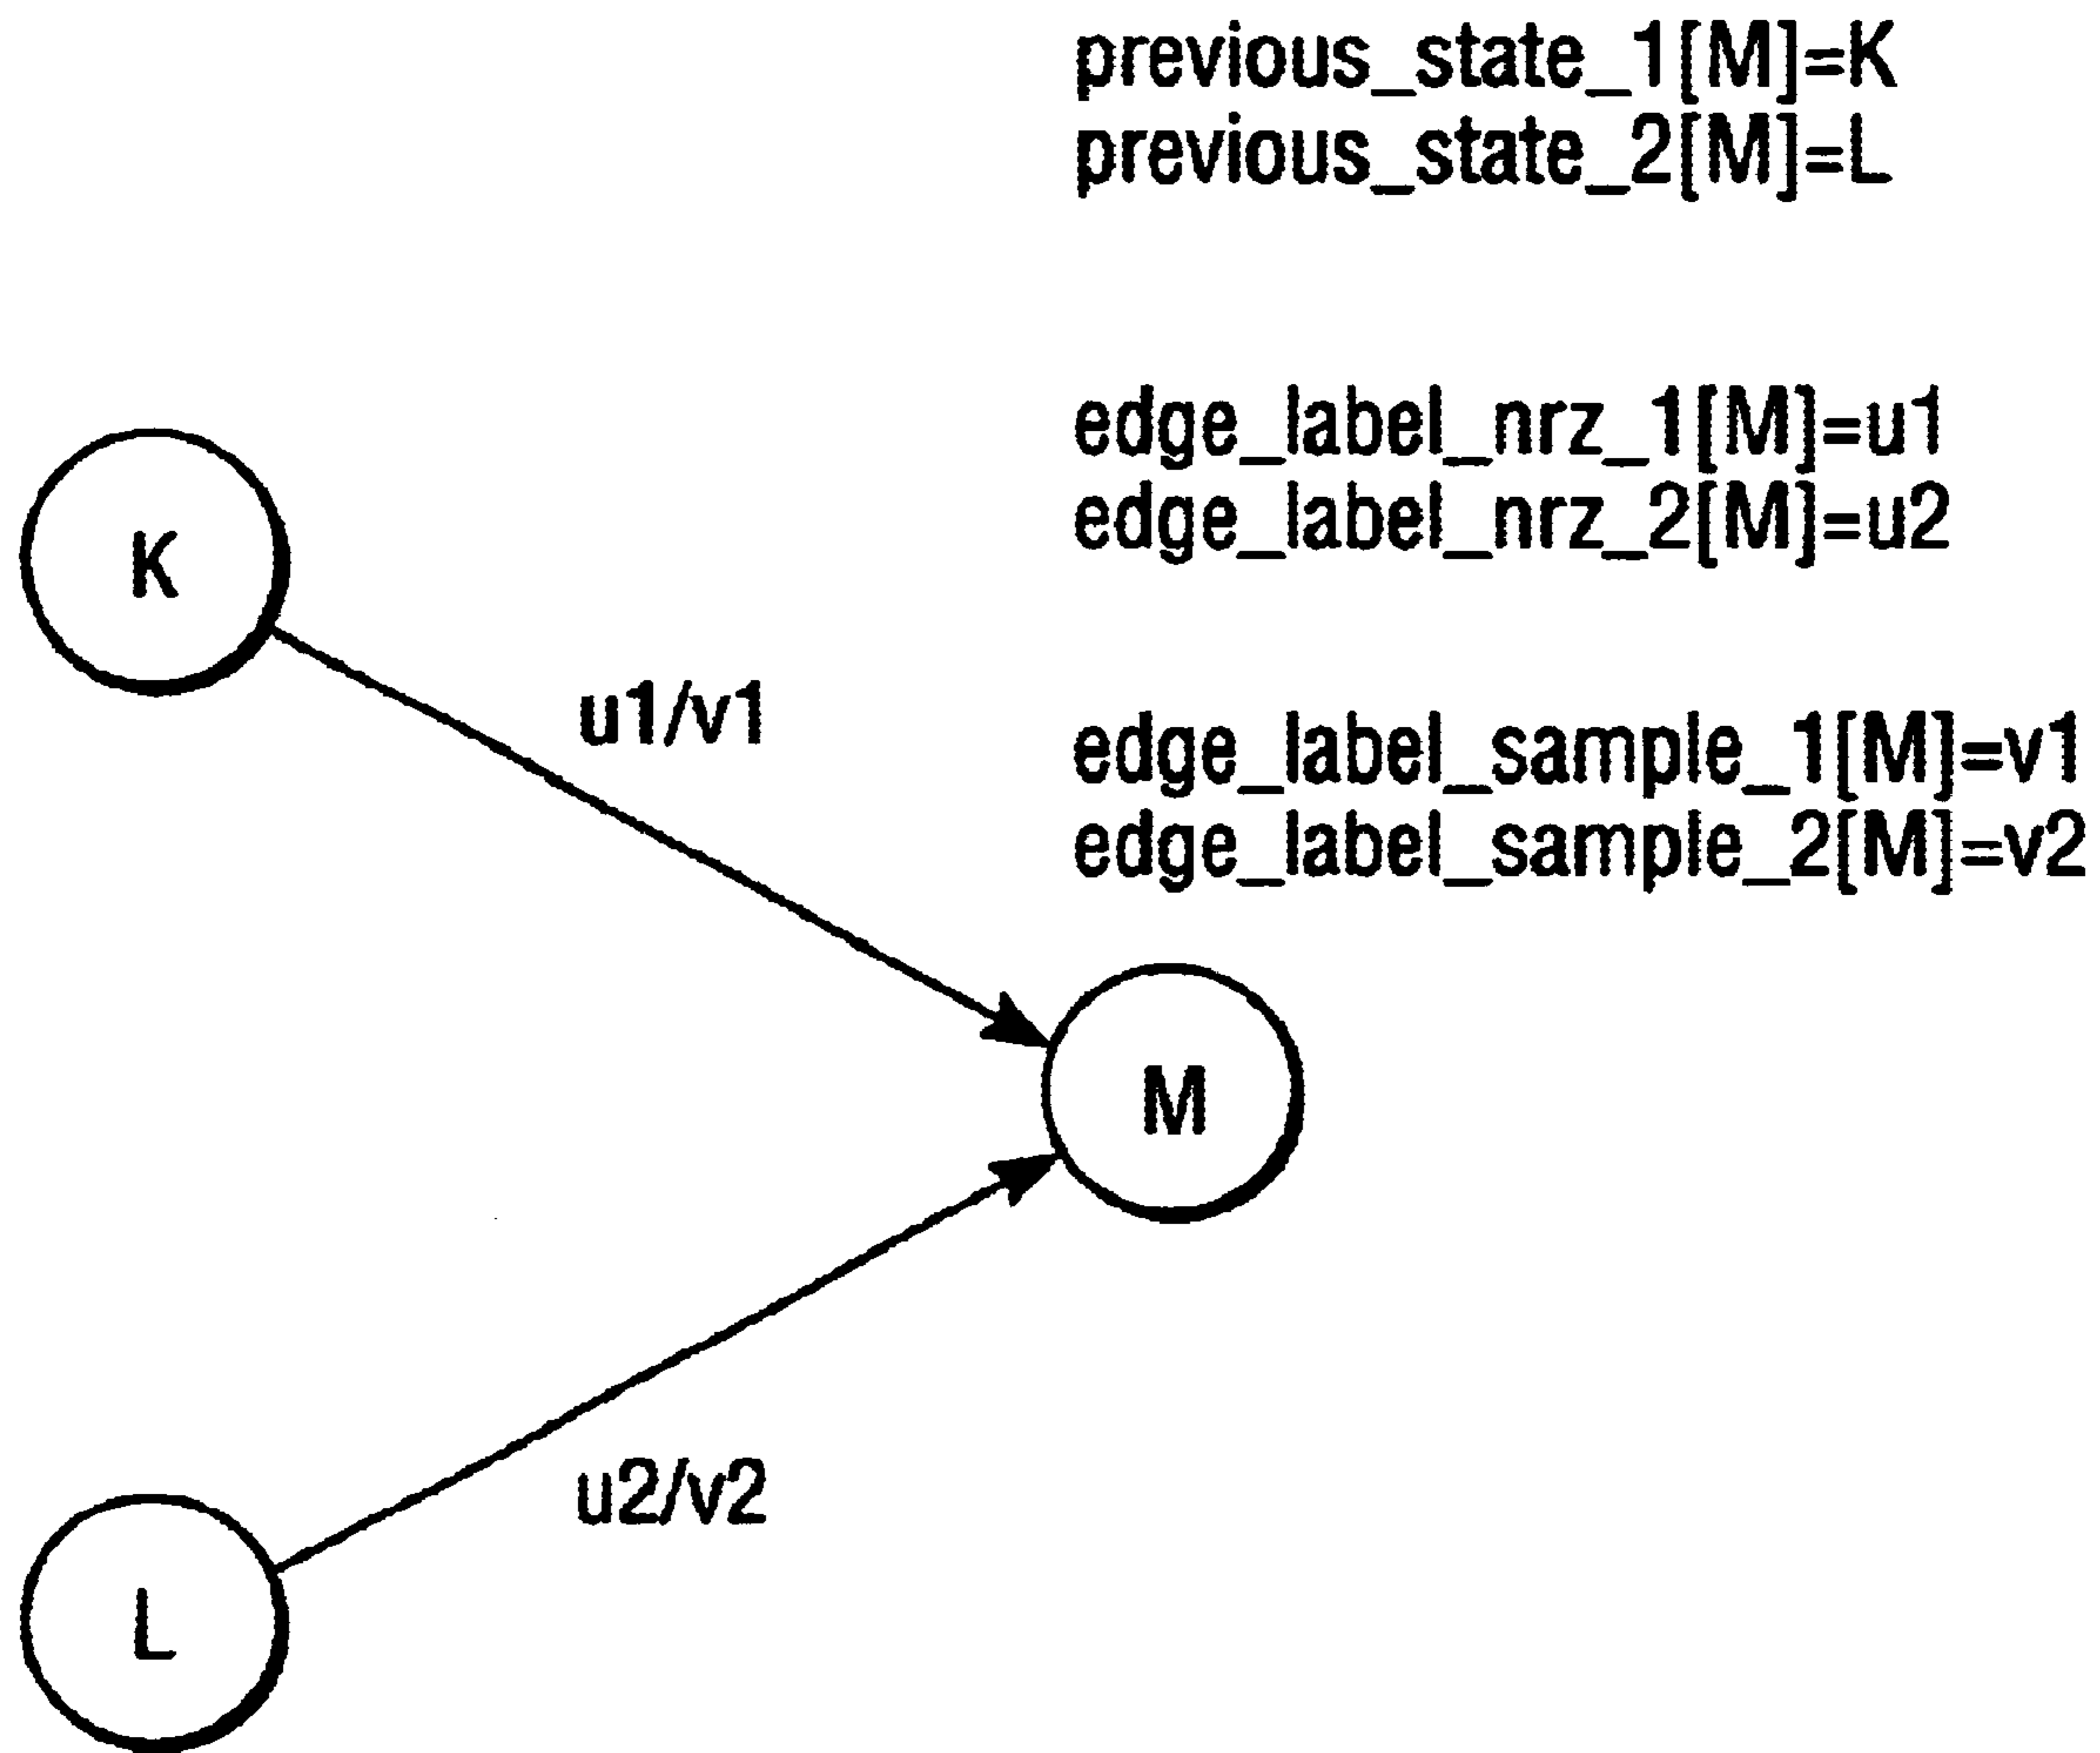 previous_state_1[M]=K
previous_state_2[M]=L
edge_label_nrz_1[M]=u1
edge_label_nrz_2[M]=u2
K
u1/v1
edge_label_sample_1[M]=v1
edge_label_sample_2[M]=v2
M
u2/v2
L